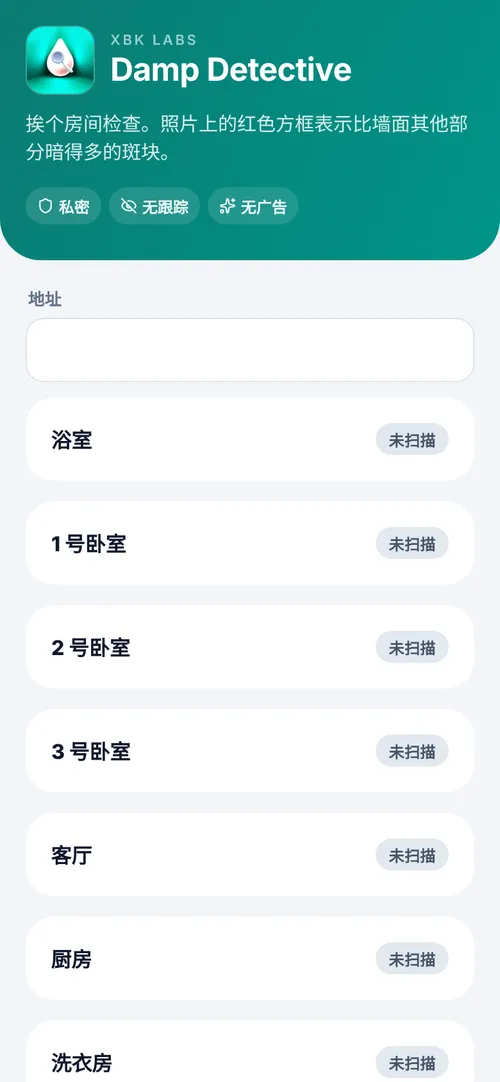 XBK LABS
Damp Detective
挨个房间检查。照片上的红色方框表示比墙面其他部
分暗得多的斑块。
私密 无跟踪 无广告
地址
浴室 未扫描
1 号卧室 未扫描
2 号卧室 未扫描
3 号卧室 未扫描
客厅 未扫描
厨房 未扫描
洗衣房 未扫描